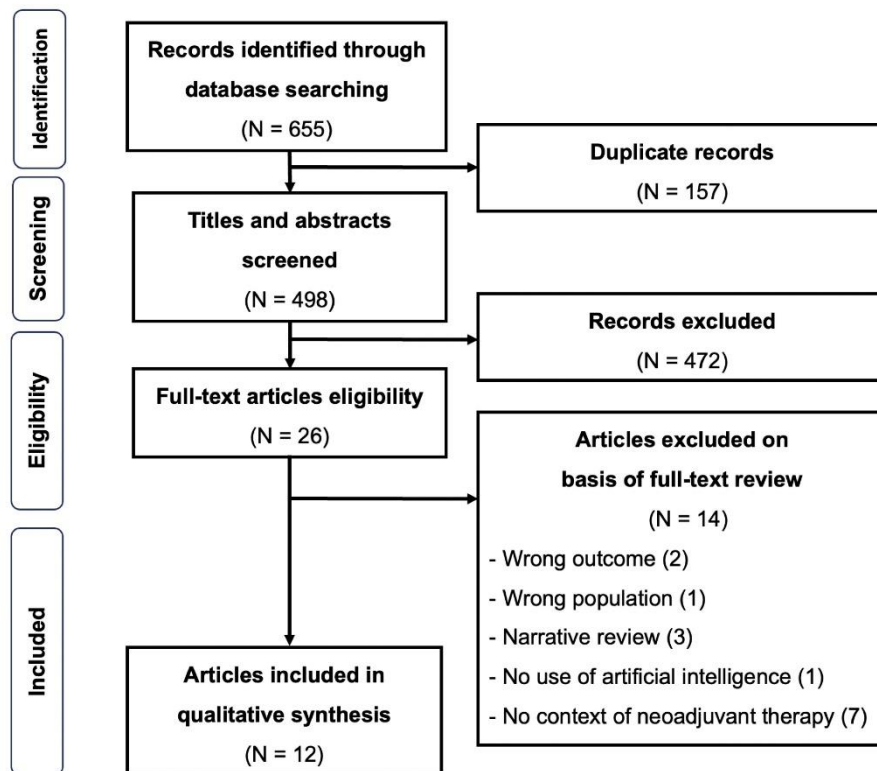 Identification
Records identified through
database searching
(N = 655)
Duplicate records
(N = 157)
Screening
Titles and abstracts
screened
(N = 498)
Records excluded
(N = 472)
Eligibility
Full-text articles eligibility
(N = 26)
Articles excluded on
basis of full-text review
(N = 14)
- Wrong outcome (2)
- Wrong population (1)
- Narrative review (3)
- No use of artificial intelligence (1)
- No context of neoadjuvant therapy (7)
Included
Articles included in
qualitative synthesis
(N = 12)